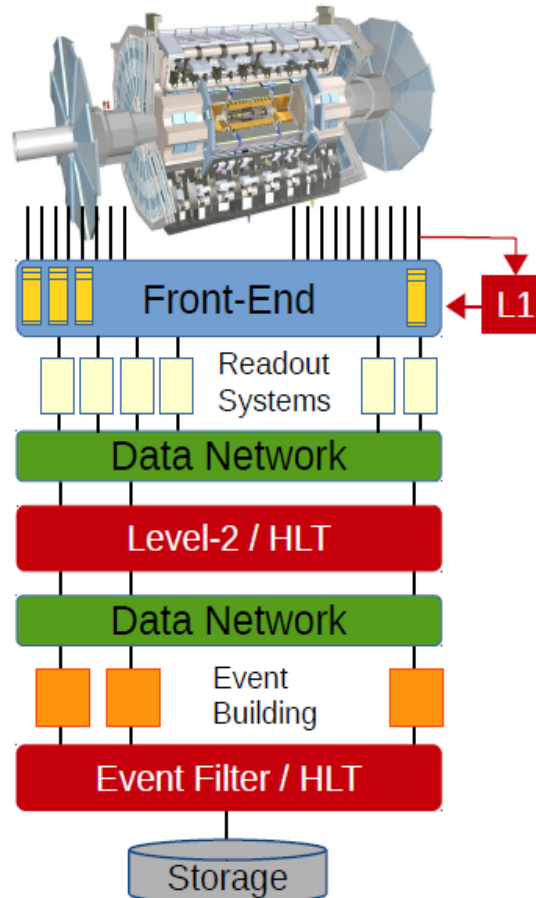 Front-End
L1
Readout
Systems
Data Network
Level-2 / HLT
Data Network
Event
Building
Event Filter / HLT
Storage